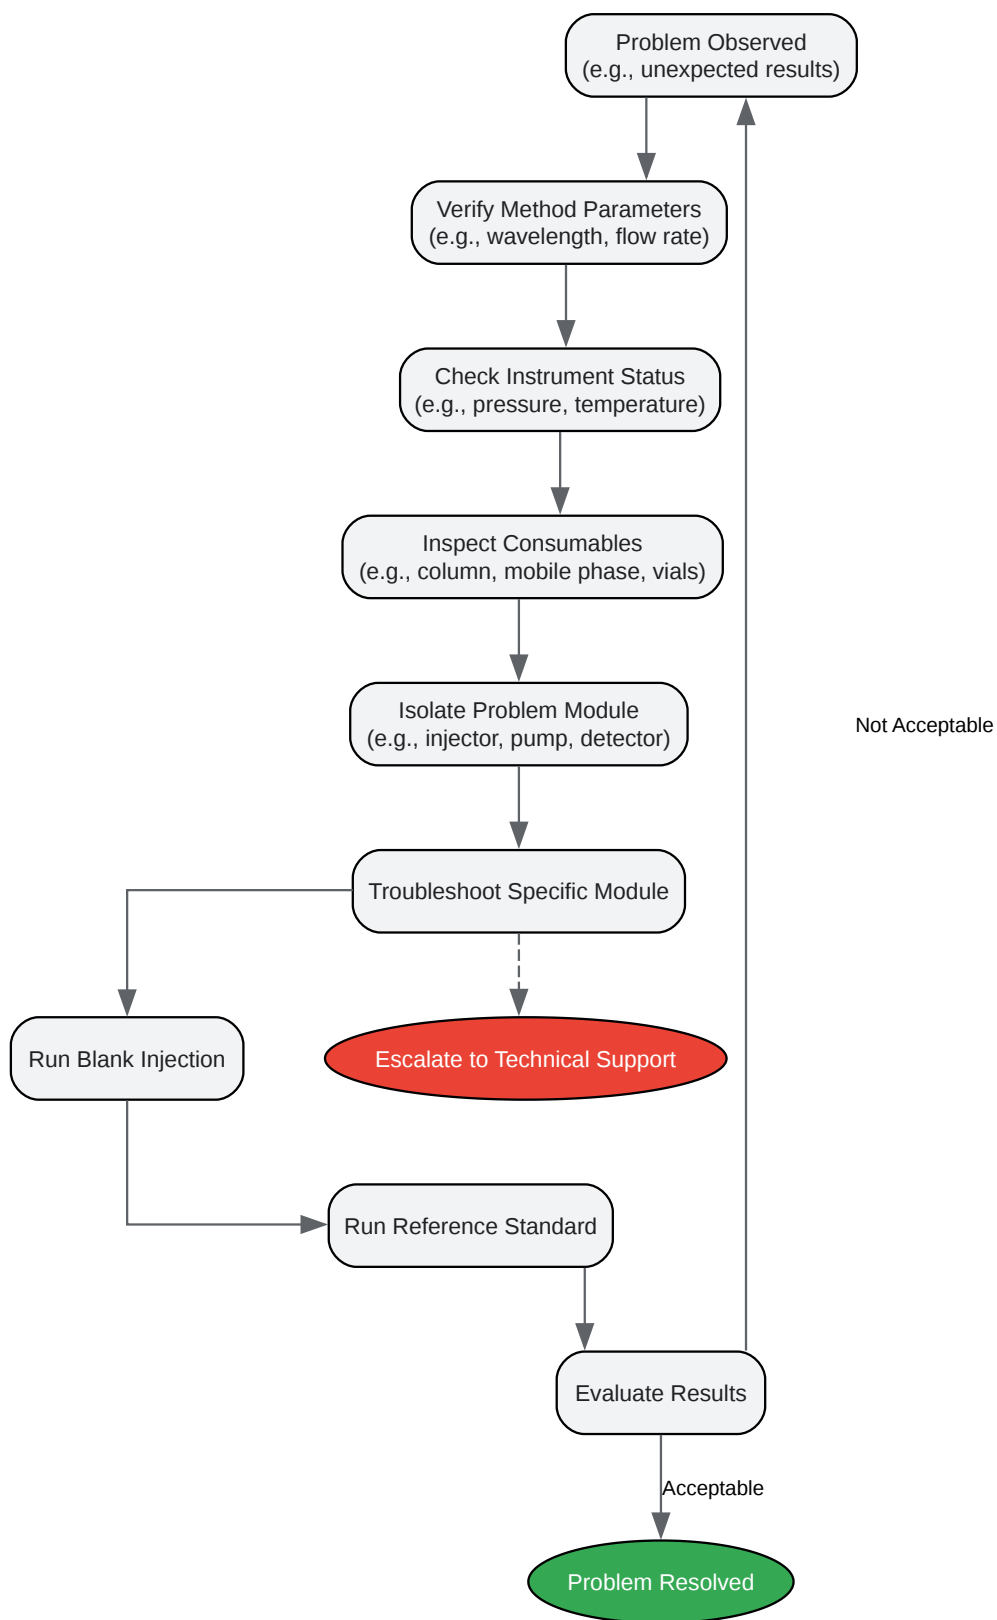 Problem Observed
(e.g., unexpected results)
Verify Method Parameters
(e.g., wavelength, flow rate)
Check Instrument Status
(e.g., pressure, temperature)
Inspect Consumables
(e.g., column, mobile phase, vials)
Isolate Problem Module
(e.g., injector, pump, detector)
Not Acceptable
Troubleshoot Specific Module
Run Blank Injection
Escalate to Technical Support
Run Reference Standard
Evaluate Results
Acceptable
Problem Resolved